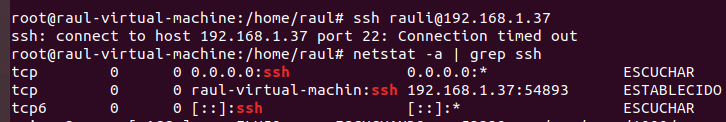 root@raul-virtual-machine:/home/raul# ssh rauli@192.168.1.37
ssh: connect to host 192.168.1.37 port 22: Connection timed out
root@raul-virtual-machine:/home/raul# netstat -a | grep ssh
tcp 0 0 0.0.0.0:ssh 0.0.0.0:* ESCUCHAR
tcp 0 0 raul-virtual-machin:ssh 192.168.1.37:54893 ESTABLECIDO
tcp6 0 0 [::]:ssh [::]:* ESCUCHAR